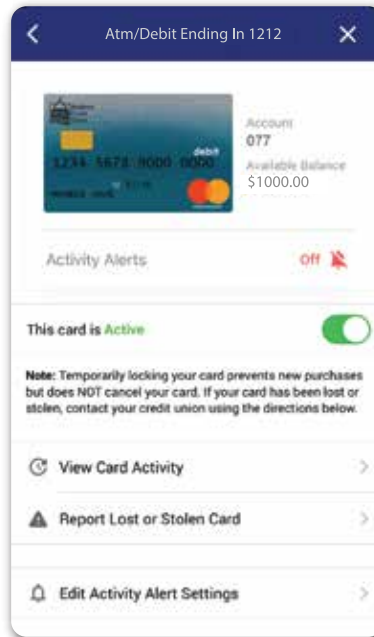 Atm/Debit Ending In 1212
debit
1234 5678 9000 0000
Account
077
Available Balance
$1000.00
Activity Alerts
Off
This card is Active
Note: Temporarily locking your card prevents new purchases
but does NOT cancel your card. If your card has been lost or
stolen, contact your credit union using the directions below.
View Card Activity
Report Lost or Stolen Card
Edit Activity Alert Settings